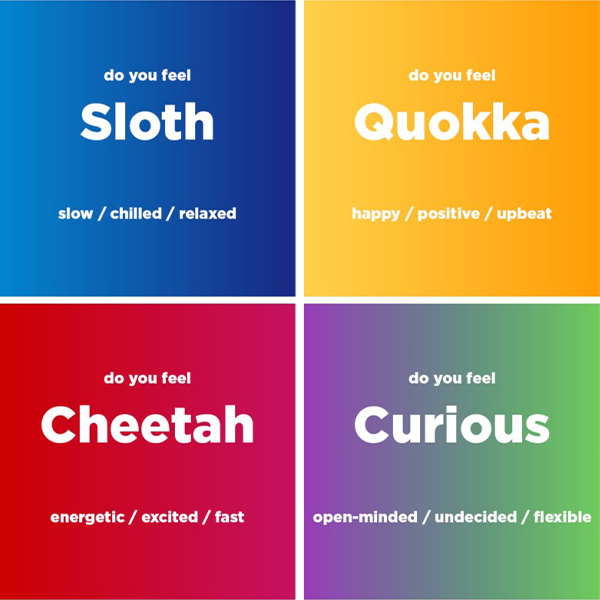 do you feel
Sloth
slow / chilled / relaxed
do you feel
Quokka
happy / positive / upbeat
do you feel
Cheetah
energetic / excited / fast
do you feel
Curious
open-minded / undecided / flexible